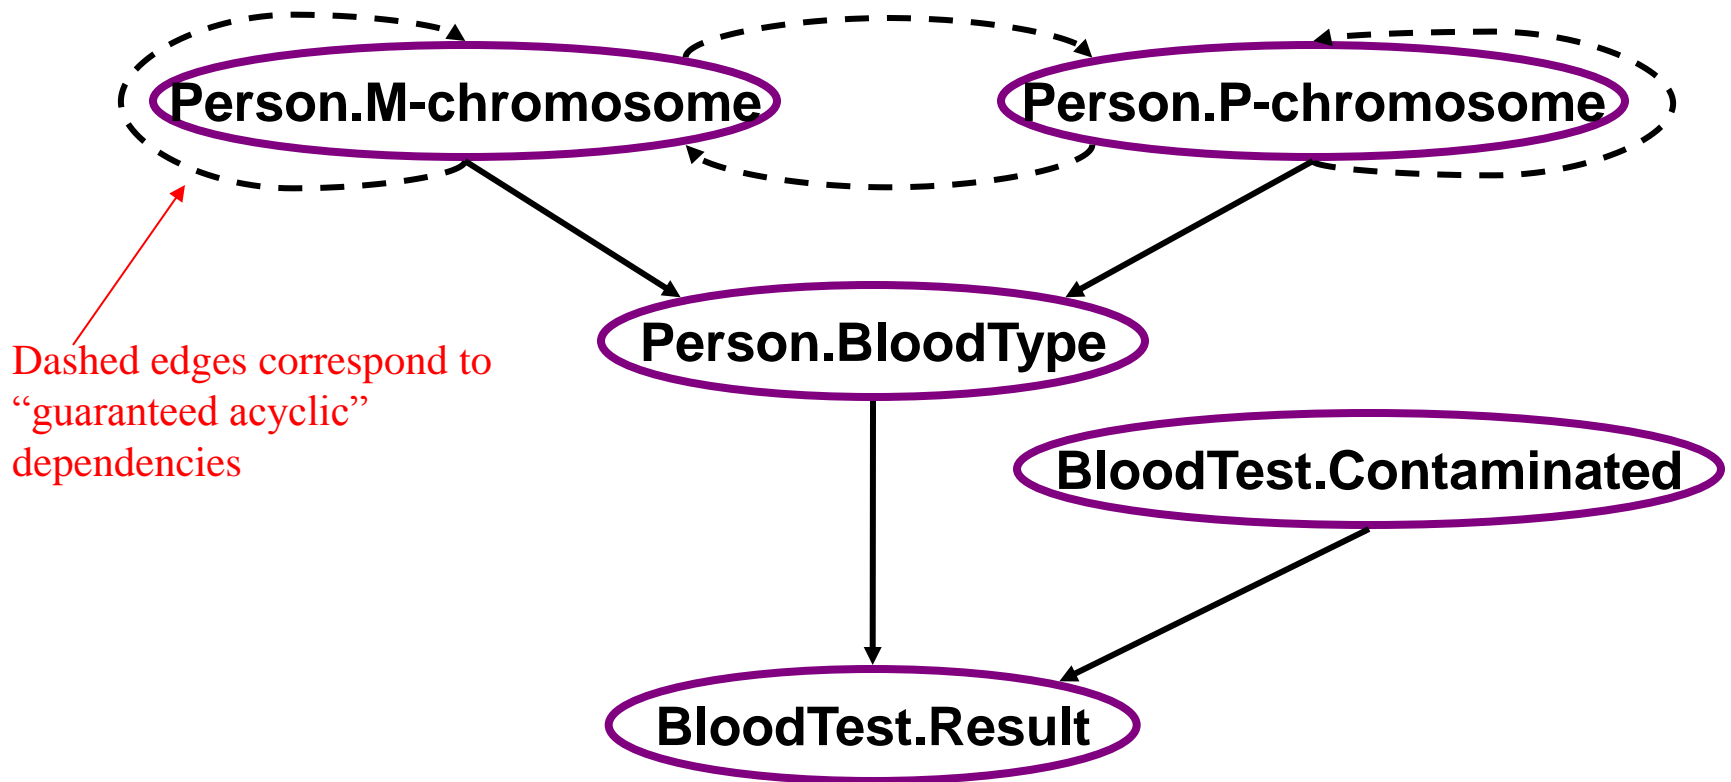 Person.M-chromosome
Person.P-chromosome
Person.BloodType
Dashed edges correspond to
“guaranteed acyclic”
dependencies
BloodTest.Contaminated
BloodTest.Result